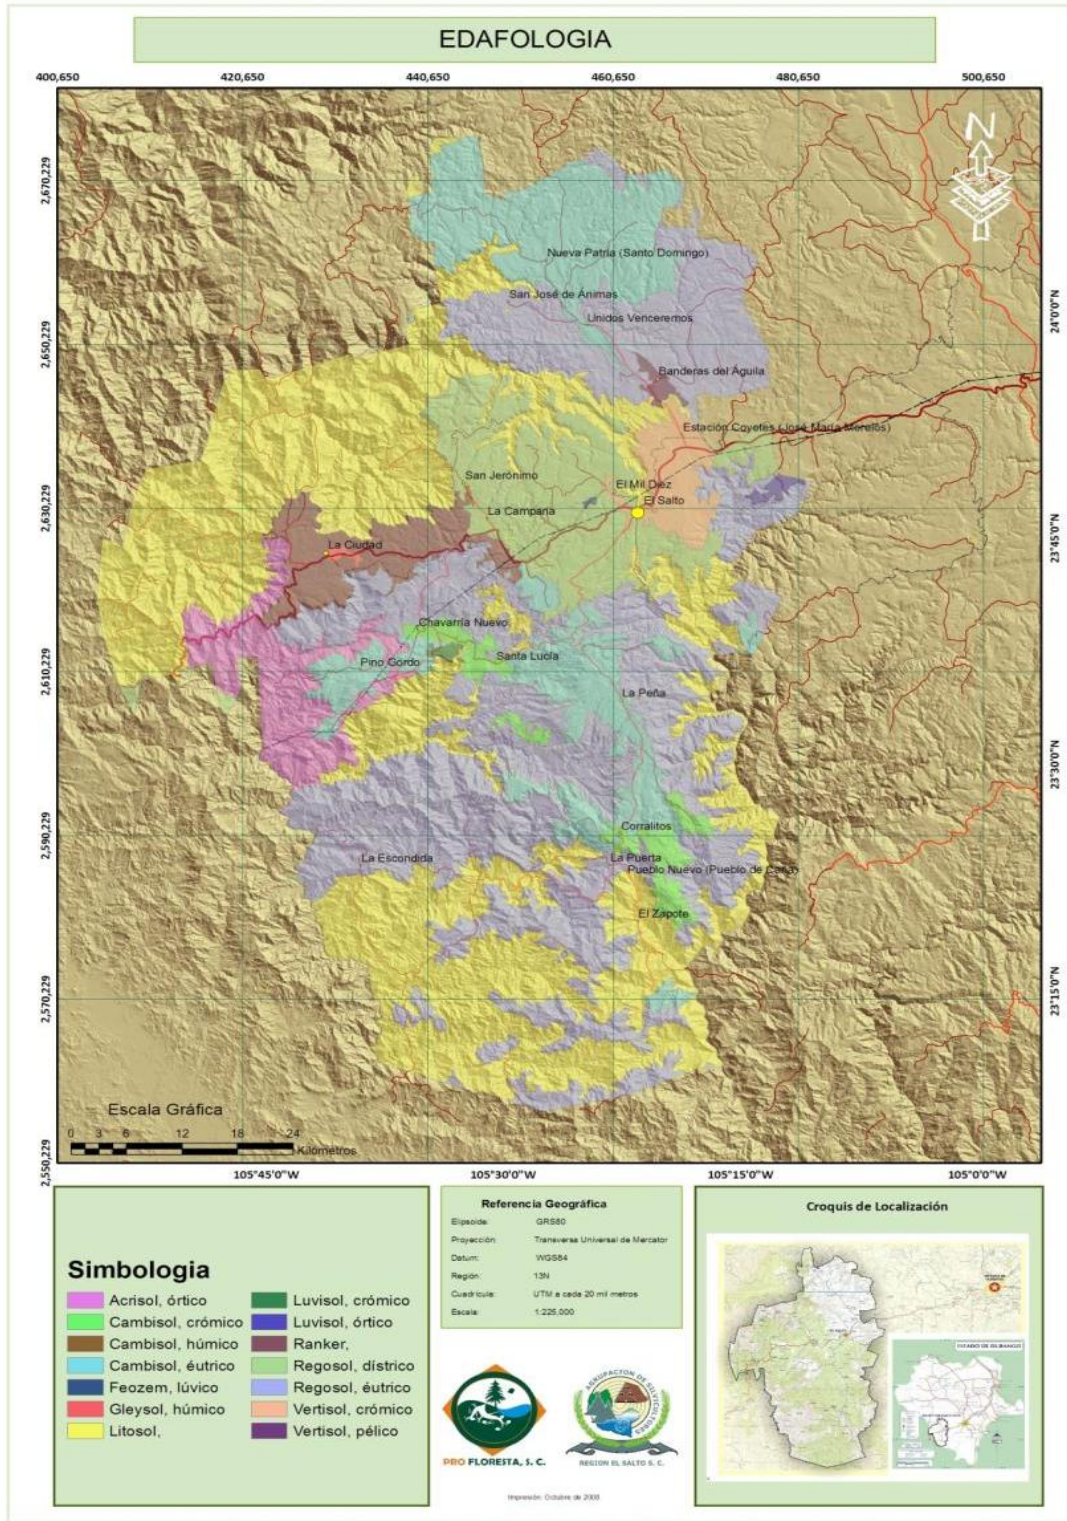 EDAFOLOGIA
400,650 420,650 440,650 460,650 480,650 500,650
N
2,670,229
Nueva Patria (Santo Domingo)
San José de Ánimas
24°0'0"N
Unidos Venceremos
2,650,229
Banderas del Águila
Estación Coyotes (José María Morelos)
San Jerónimo
El Mil Diez
El Salto
2,630,229
La Campana
23°45'0"N
La Ciudad
Chavarría Nuevo
Santa Lucía
Pino Gordo
2,610,229
La Peña
23°30'0"N
Corralitos
2,590,229
La Escondida
La Puerta
Pueblo Nuevo (Pueblo de Caña)
El Zapote
2,570,229
23°15'0"N
Escala Gráfica
0 3 6 12 18 24
Kilómetros
2,550,229
105°45'0"W 105°30'0"W 105°15'0"W 105°0'0"W
Simbologia
Acrisol, órtico
Cambisol, crómico
Cambisol, húmico
Cambisol, éutrico
Feozem, lúvico
Gleysol, húmico
Litosol,
Luvisol, crómico
Luvisol, órtico
Ranker,
Regosol, dístrico
Regosol, éutrico
Vertisol, crómico
Vertisol, pélico
Referencia Geográfica
Elipsoide: GRS80
Proyección: Transversa Universal de Mercator
Datum: WGS84
Región: 13N
Cuadrícula: UTM a cada 20 mil metros
Escala: 1:225,000
PRO FLORESTA, S. C.
AGRUPACION DE SILVICULTORES
REGION EL SALTO S. C.
Impresión: Octubre de 2008
Croquis de Localización
ESTADO DE DURANGO